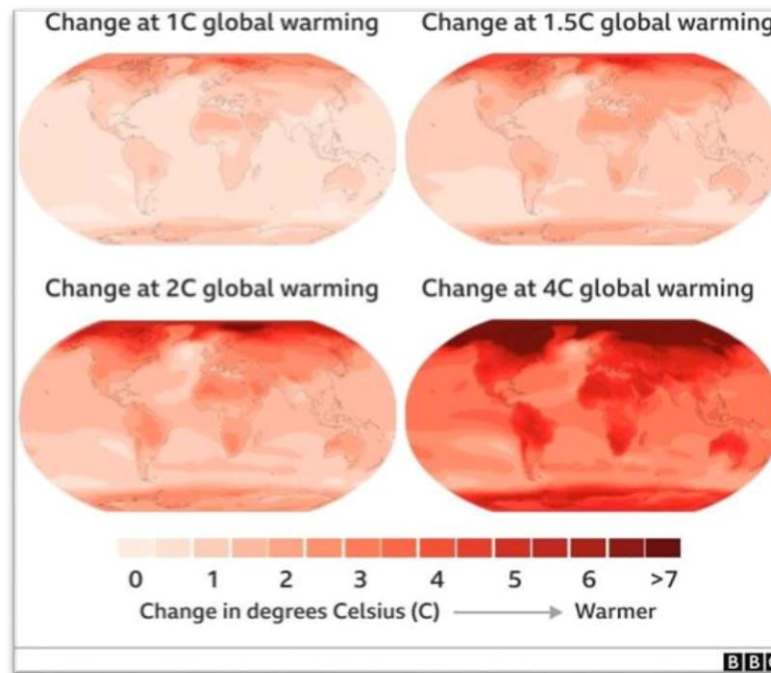 Change at 1C global warming
Change at 1.5C global warming
Change at 2C global warming
Change at 4C global warming
0 1 2 3 4 5 6 >7
Change in degrees Celsius (C) → Warmer
BBC